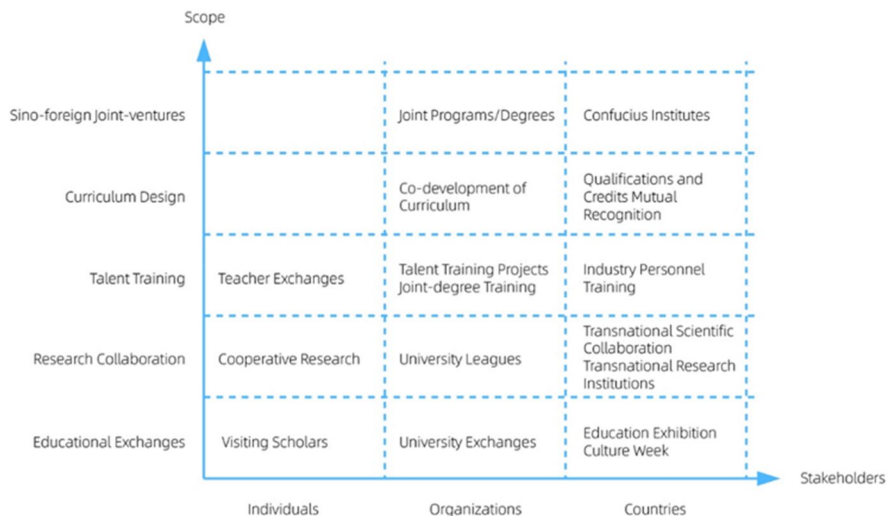 Scope
Sino-foreign Joint-ventures
Joint Programs/Degrees
Confucius Institutes
Curriculum Design
Co-development of
Curriculum
Qualifications and
Credits Mutual
Recognition
Talent Training
Teacher Exchanges
Talent Training Projects
Joint-degree Training
Industry Personnel
Training
Research Collaboration
Cooperative Research
University Leagues
Transnational Scientific
Collaboration
Transnational Research
Institutions
Educational Exchanges
Visiting Scholars
University Exchanges
Education Exhibition
Culture Week
Stakeholders
Individuals
Organizations
Countries